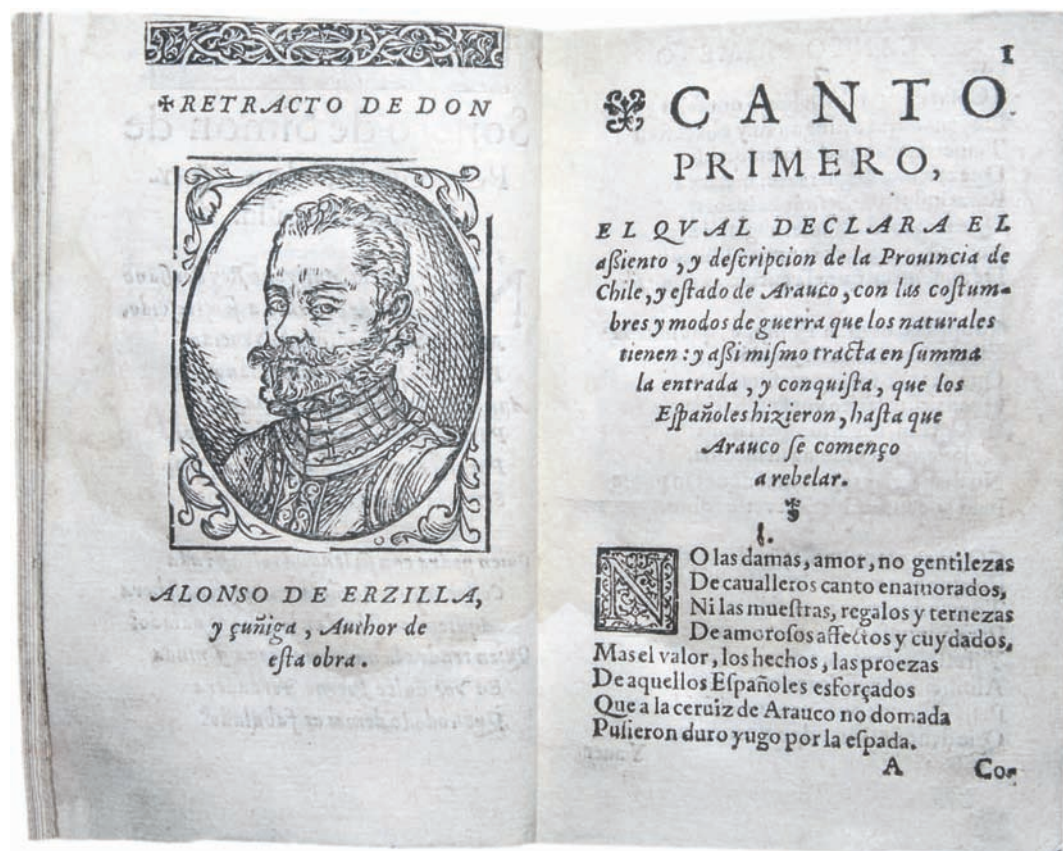 ✠RETRACTO DE DON
ALONSO DE ERZILLA,
y çuñiga, Author de
eſta obra.
1
CANTO
PRIMERO,
EL QVAL DECLARA EL
aſsiento, y deſcripcion de la Prouincia de
Chile, y eſtado de Arauco, con las coſtum-
bres y modos de guerra que los naturales
tienen: y aſsi miſmo tracta en ſumma
la entrada, y conquiſta, que los
Eſpañoles hizieron, haſta que
Arauco ſe començo
a rebelar.
1.
NO las damas, amor, no gentilezas
De caualleros canto enamorados,
Ni las mueſtras, regalos y ternezas
De amoroſos affectos y cuydados,
Mas el valor, los hechos, las proezas
De aquellos Eſpañoles esforçados
Que a la ceruiz de Arauco no domada
Puſieron duro yugo por la eſpada.
A Co-